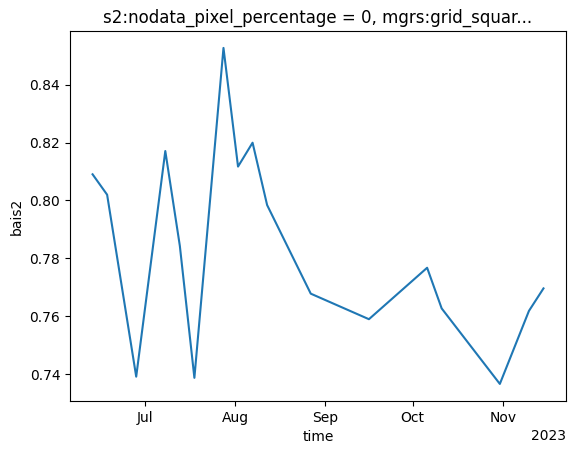 s2:nodata_pixel_percentage = 0, mgrs:grid_squar...
0.84
0.82
0.80
0.78
0.76
0.74
bais2
Jul Aug Sep Oct Nov
time
2023